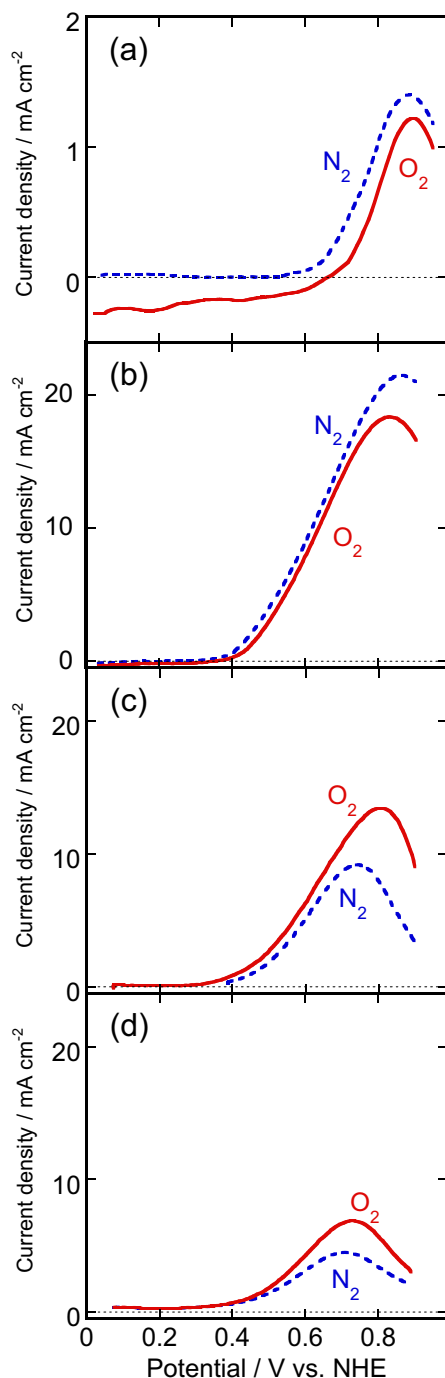 (a)
2
1
0
N₂
O₂
Current density / mA cm⁻²
(b)
20
10
0
N₂
O₂
Current density / mA cm⁻²
(c)
20
10
0
O₂
N₂
Current density / mA cm⁻²
(d)
20
10
0
O₂
N₂
Current density / mA cm⁻²
0 0.2 0.4 0.6 0.8
Potential / V vs. NHE